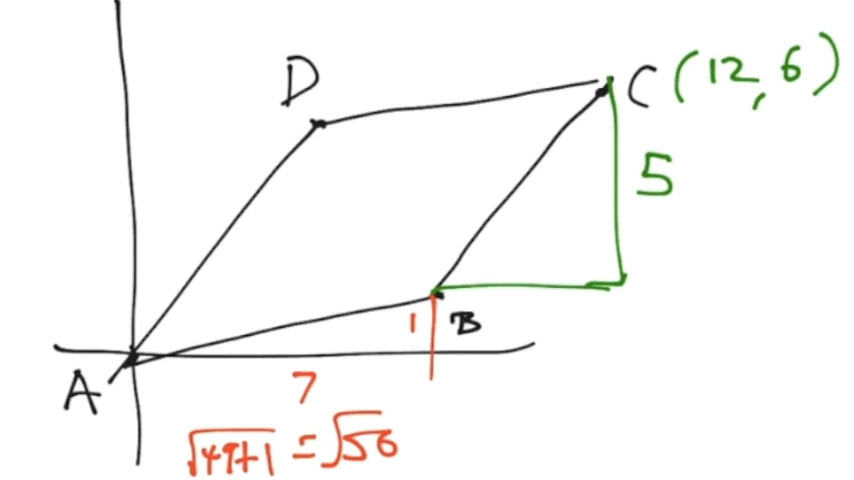 D
C (12, 6)
5
1 B
A
7
√49+1 = √50